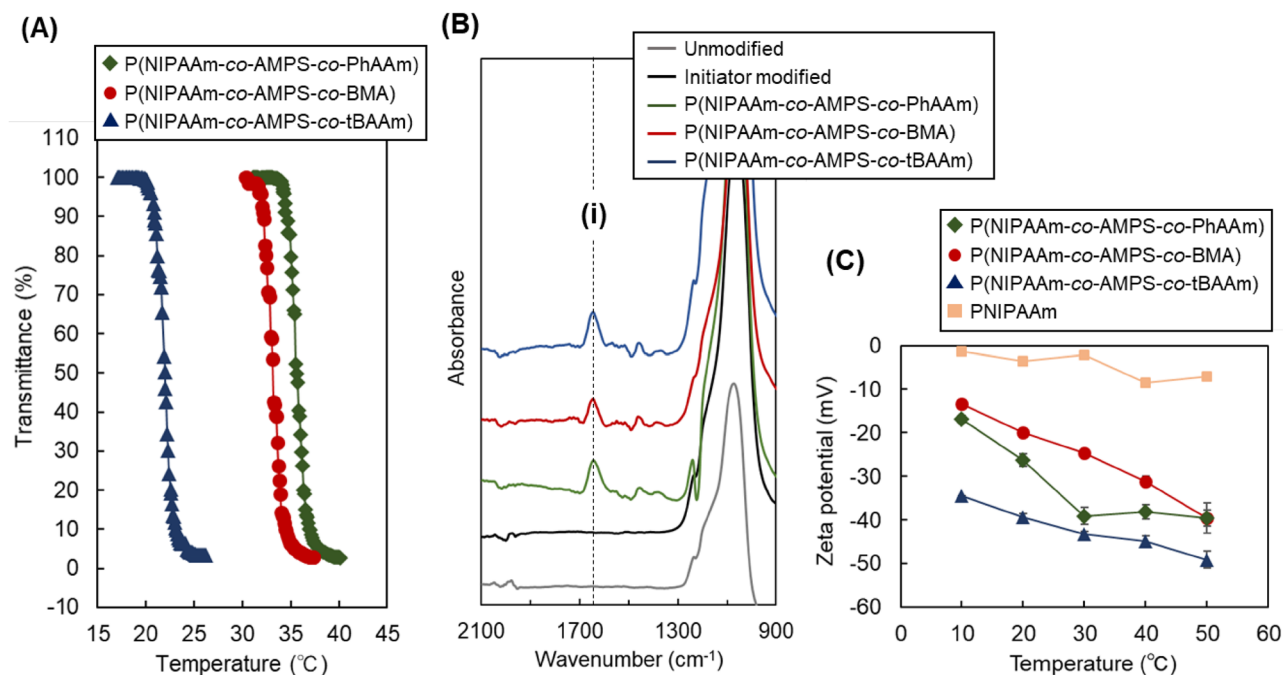 (A)
P(NIPAAm-co-AMPS-co-PhAAm)
P(NIPAAm-co-AMPS-co-BMA)
P(NIPAAm-co-AMPS-co-tBAAm)
110
100
90
80
70
60
50
40
30
20
10
0
-10
Transmittance (%)
15 20 25 30 35 40 45
Temperature (℃)
(B)
Unmodified
Initiator modified
P(NIPAAm-co-AMPS-co-PhAAm)
P(NIPAAm-co-AMPS-co-BMA)
P(NIPAAm-co-AMPS-co-tBAAm)
(i)
Absorbance
2100 1700 1300 900
Wavenumber (cm-1)
P(NIPAAm-co-AMPS-co-PhAAm)
P(NIPAAm-co-AMPS-co-BMA)
P(NIPAAm-co-AMPS-co-tBAAm)
PNIPAAm
(C)
0
-10
-20
-30
-40
-50
-60
Zeta potential (mV)
0 10 20 30 40 50 60
Temperature (℃)